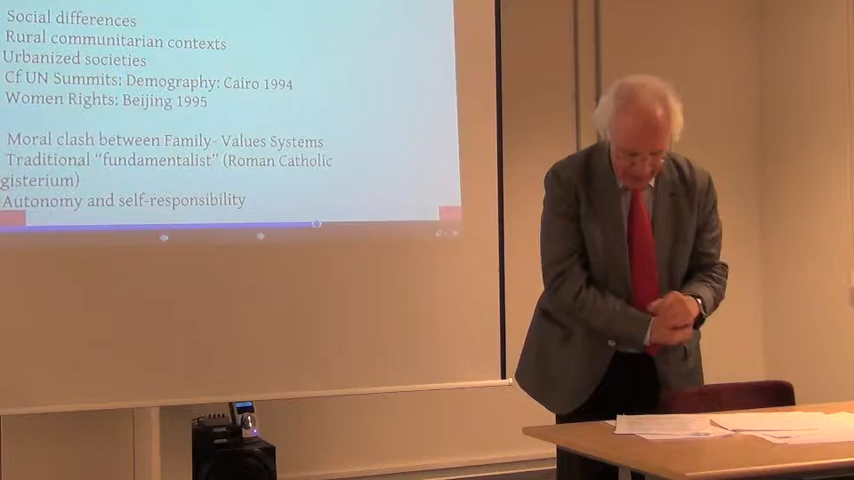 Social differences
Rural communitarian contexts
Urbanized societies
Cf UN Summits: Demography: Cairo 1994
Women Rights: Beijing 1995
Moral clash between Family- Values Systems
Traditional "fundamentalist" (Roman Catholic
gisterium)
Autonomy and self-responsibility